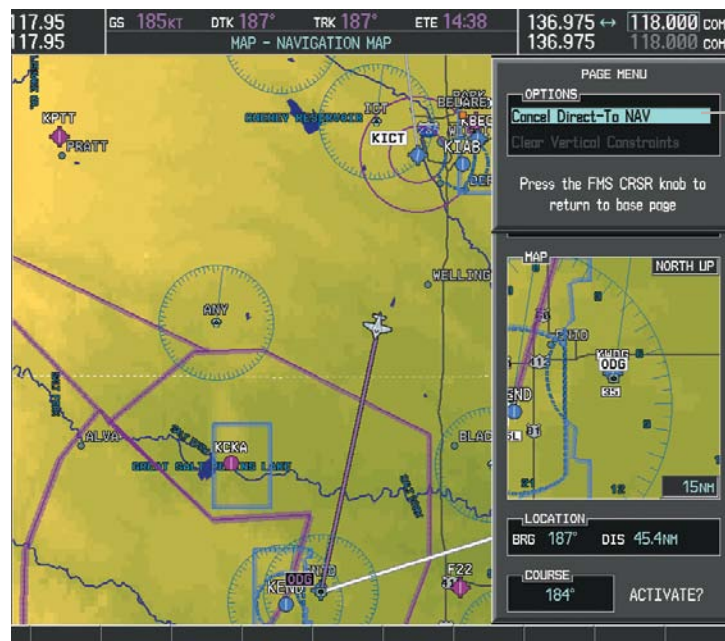 117.95 GS 185KT DTK 187° TRK 187° ETE 14:38 136.975 ↔ 118.000 COM
117.95 MAP - NAVIGATION MAP 136.975 118.000 COM
PAGE MENU
OPTIONS
Cancel Direct-To NAV
Clear Vertical Constraints
Press the FMS CRSR knob to
return to base page
KPTT
PRATT
CHENEY RESERVOIR
ICT
KICT
KIAB
WELLING
ANY
ALVA
KCKA
GREAT SALT PLAINS LAKE
BLAC
ODG
F22
MAP
NORTH UP
ODG
35
21
12
15NM
LOCATION
BRG 187° DIS 45.4NM
COURSE
184° ACTIVATE?